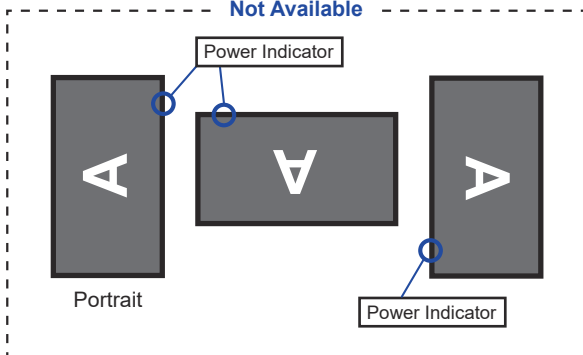 Not Available
Power Indicator
A
A
A
Portrait
Power Indicator